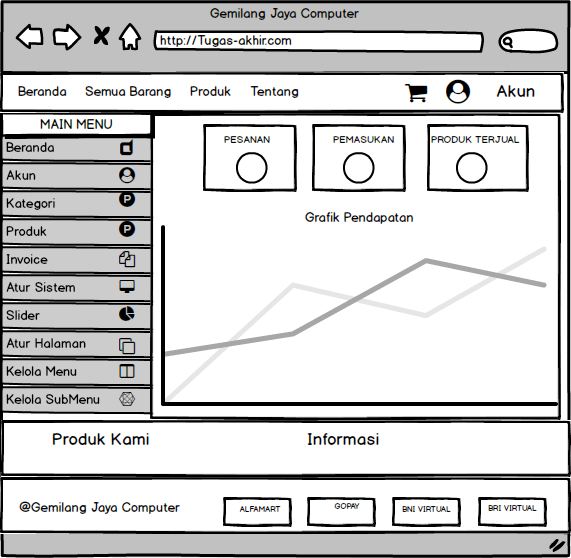 Gemilang Jaya Computer
http://Tugas-akhir.com
Beranda Semua Barang Produk Tentang Akun
MAIN MENU
Beranda
Akun
Kategori P
Produk P
Invoice
Atur Sistem
Slider
Atur Halaman
Kelola Menu
Kelola SubMenu
PESANAN PEMASUKAN PRODUK TERJUAL
Grafik Pendapatan
Produk Kami Informasi
@Gemilang Jaya Computer ALFAMART GOPAY BNI VIRTUAL BRI VIRTUAL